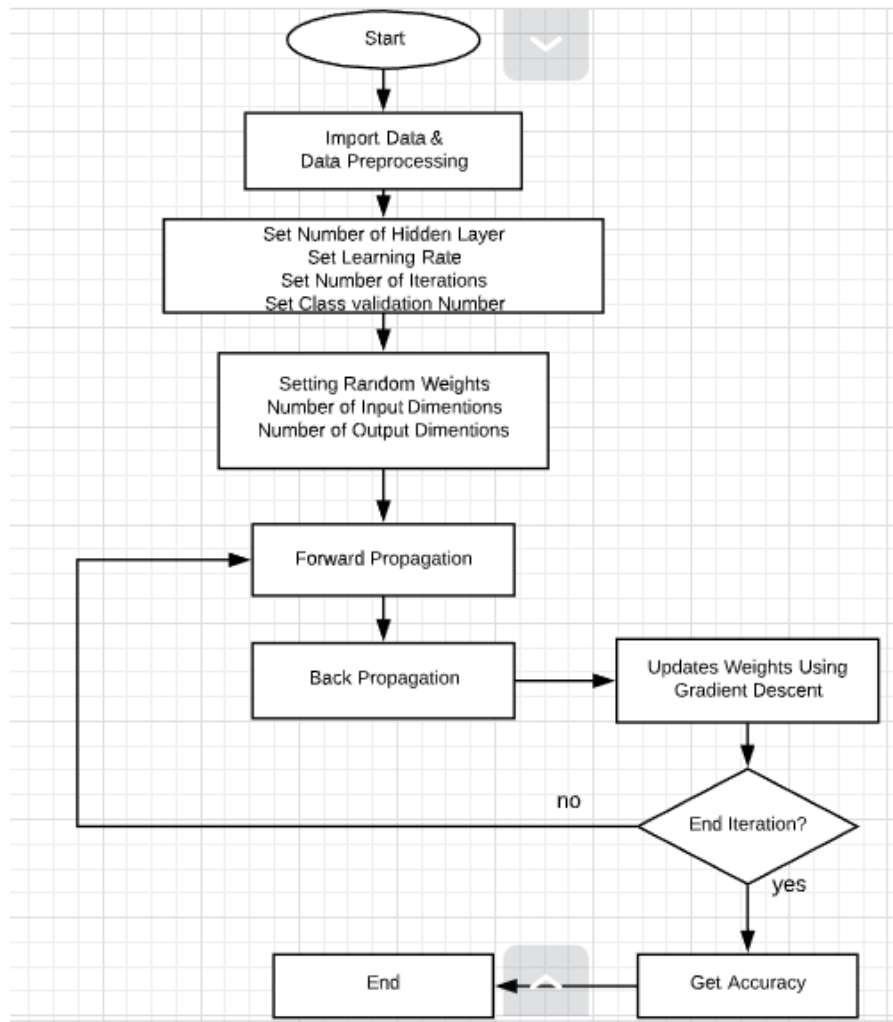 Start
Import Data &
Data Preprocessing
Set Number of Hidden Layer
Set Learning Rate
Set Number of Iterations
Set Class validation Number
Setting Random Weights
Number of Input Dimentions
Number of Output Dimentions
Forward Propagation
Back Propagation
Updates Weights Using
Gradient Descent
no
End Iteration?
yes
End
Get Accuracy